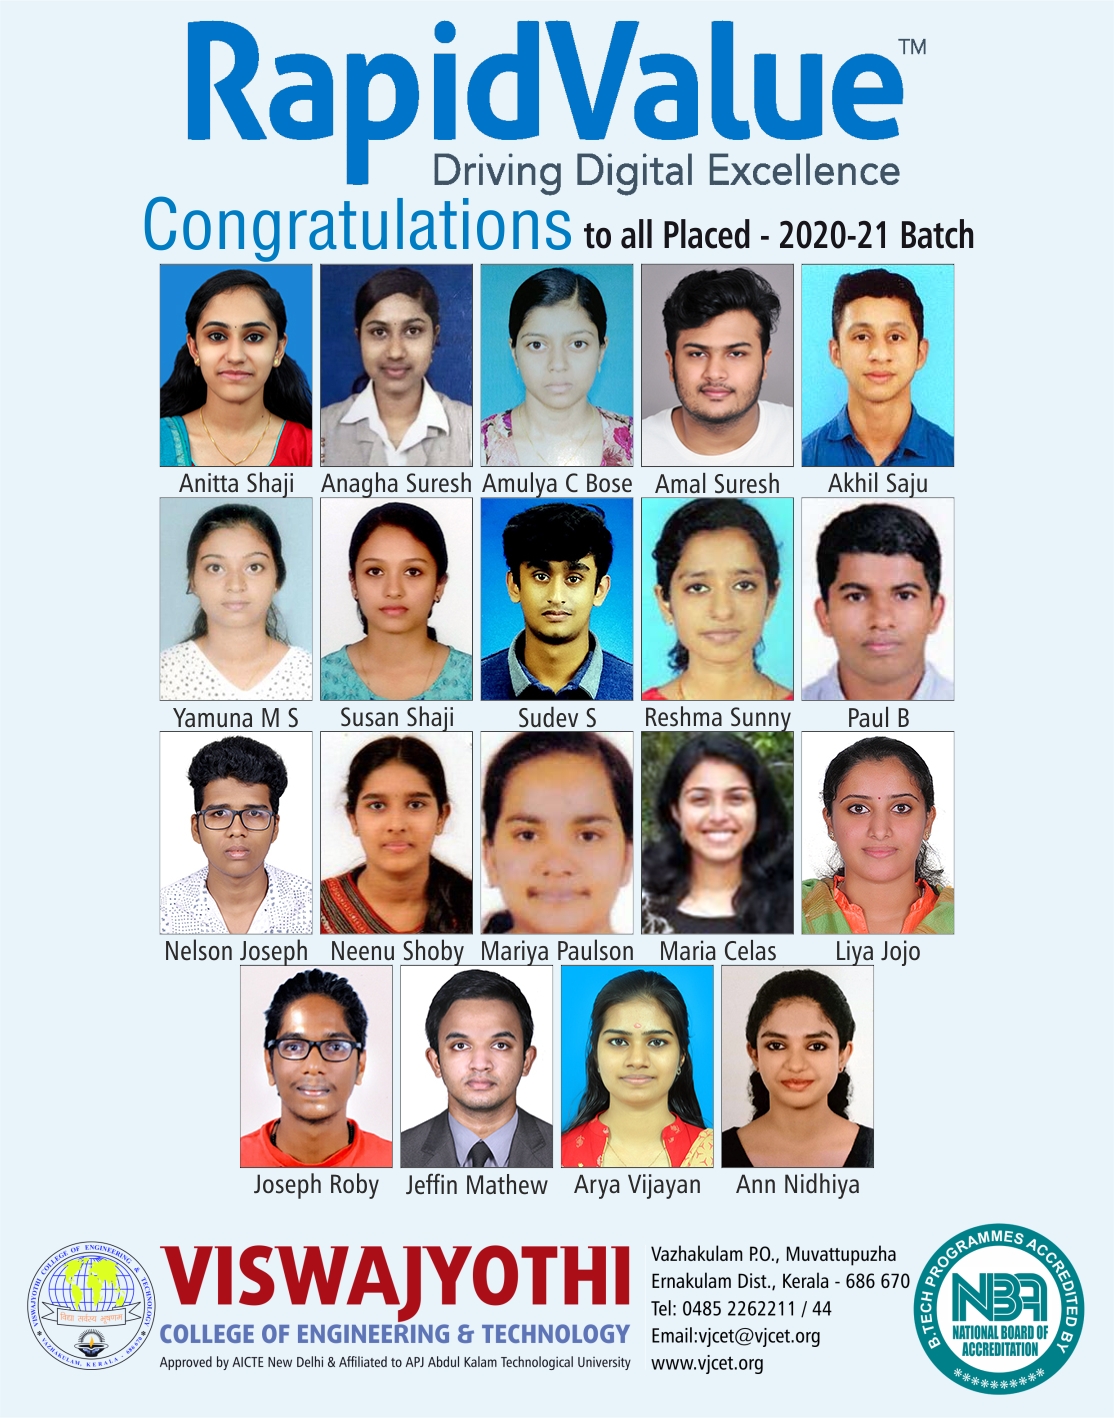 RapidValue™
Driving Digital Excellence
Congratulations to all Placed - 2020-21 Batch
Anitta Shaji Anagha Suresh Amulya C Bose Amal Suresh Akhil Saju
Yamuna M S Susan Shaji Sudev S Reshma Sunny Paul B
Nelson Joseph Neenu Shoby Mariya Paulson Maria Celas Liya Jojo
Joseph Roby Jeffin Mathew Arya Vijayan Ann Nidhiya
VISWAJYOTHI COLLEGE OF ENGINEERING & TECHNOLOGY
विद्या सर्वस्य भूषणम्
VAZHAKULAM, KERALA - 686 670
VISWAJYOTHI
COLLEGE OF ENGINEERING & TECHNOLOGY
Approved by AICTE New Delhi & Affiliated to APJ Abdul Kalam Technological University
Vazhakulam P.O., Muvattupuzha
Ernakulam Dist., Kerala - 686 670
Tel: 0485 2262211 / 44
Email:vjcet@vjcet.org
www.vjcet.org
B.TECH PROGRAMMES ACCREDITED BY
NBA
NATIONAL BOARD OF
ACCREDITATION